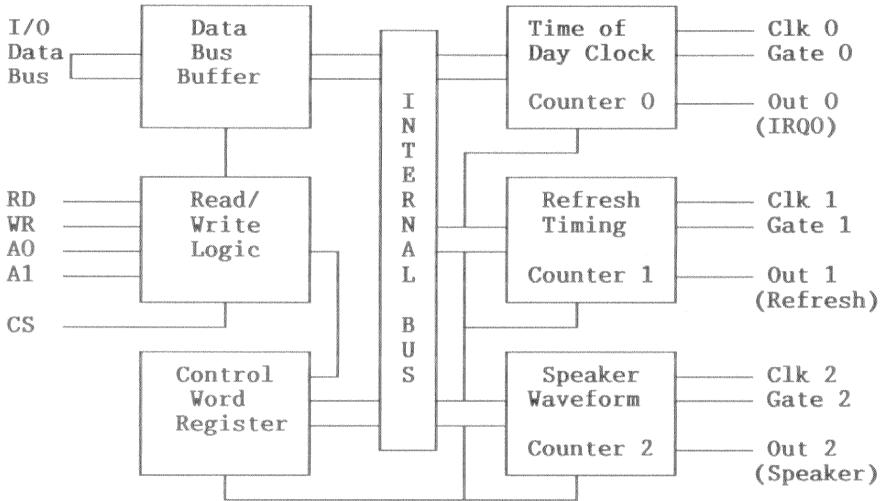 I/O
Data
Bus
Data
Bus
Buffer
RD
WR
A0
A1
CS
Read/
Write
Logic
Control
Word
Register
INTERNAL BUS
Time of
Day Clock
Counter 0
Clk 0
Gate 0
Out 0
(IRQ0)
Refresh
Timing
Counter 1
Clk 1
Gate 1
Out 1
(Refresh)
Speaker
Waveform
Counter 2
Clk 2
Gate 2
Out 2
(Speaker)